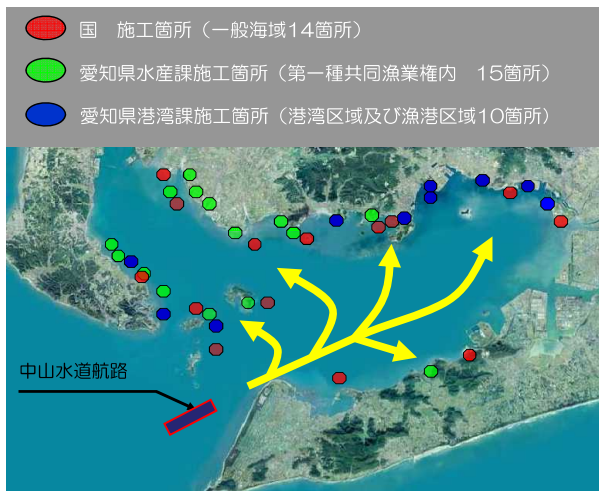 国　施工箇所（一般海域14箇所）
愛知県水産課施工箇所（第一種共同漁業権内　15箇所）
愛知県港湾課施工箇所（港湾区域及び漁港区域10箇所）
中山水道航路